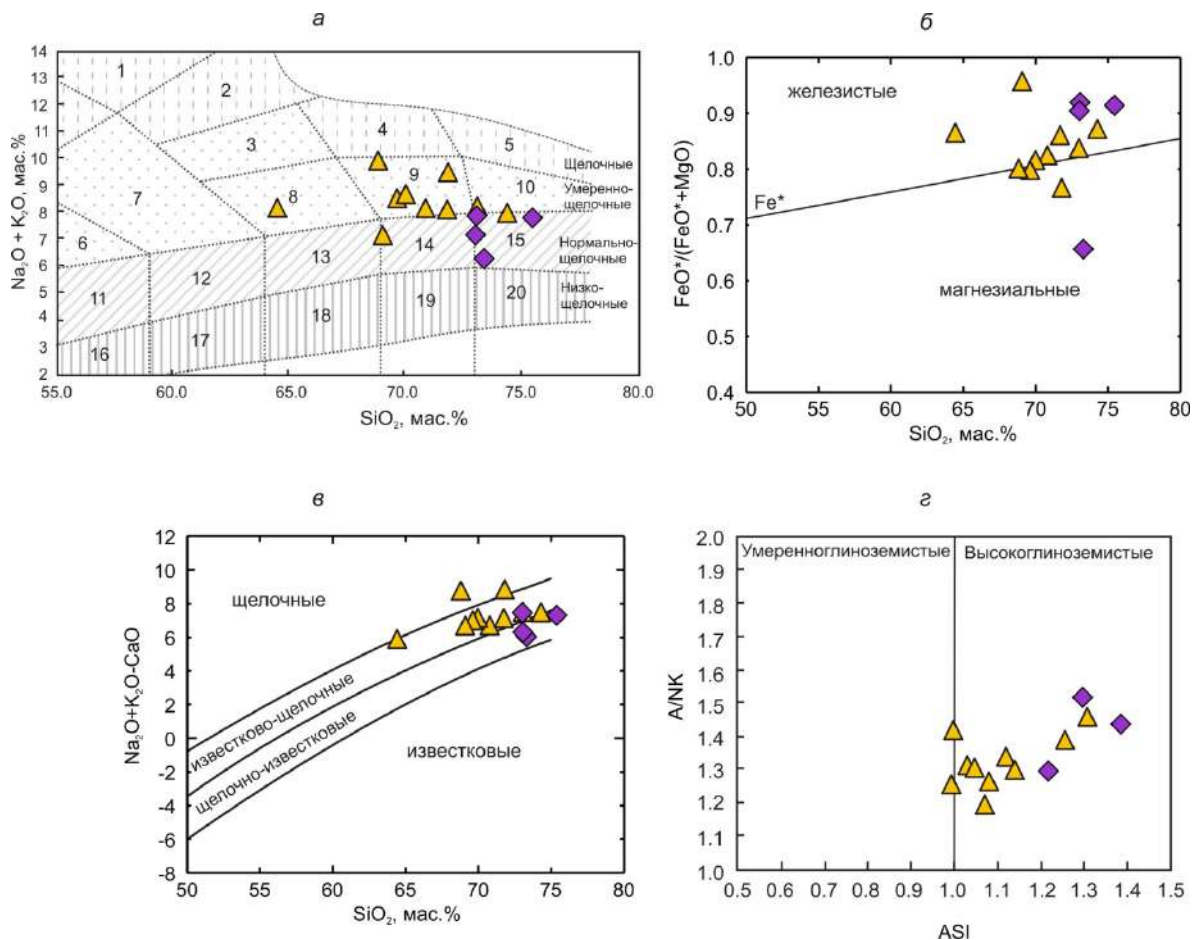 а
14
13
12
11
10
9
8
7
6
5
4
3
2
Na₂O + K₂O, мас.%
1
2
3
4
5
6
7
8
9
10
11
12
13
14
15
16
17
18
19
20
Щелочные
Умеренно-
щелочные
Нормально-
щелочные
Низко-
щелочные
55.0 60.0 65.0 70.0 75.0 80.0
SiO₂, мас.%
б
1.0
0.9
0.8
0.7
0.6
0.5
0.4
FeO*/(FeO*+MgO)
железистые
Fe*
магнезиальные
50 55 60 65 70 75 80
SiO₂, мас.%
в
12
10
8
6
4
2
0
-2
-4
-6
-8
Na₂O+K₂O-CaO
щелочные
известково-щелочные
щелочно-известковые
известковые
50 55 60 65 70 75 80
SiO₂, мас.%
г
2.0
1.9
1.8
1.7
1.6
1.5
1.4
1.3
1.2
1.1
1.0
A/NK
Умеренноглиноземистые
Высокоглиноземистые
0.5 0.6 0.7 0.8 0.9 1.0 1.1 1.2 1.3 1.4 1.5
ASI